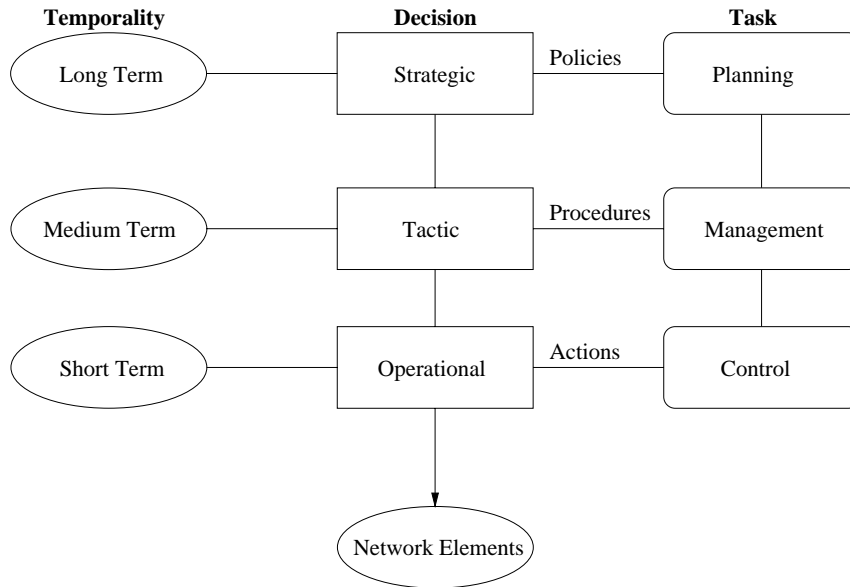 Temporality Decision Task
Long Term Strategic Policies Planning
Medium Term Tactic Procedures Management
Short Term Operational Actions Control
Network Elements